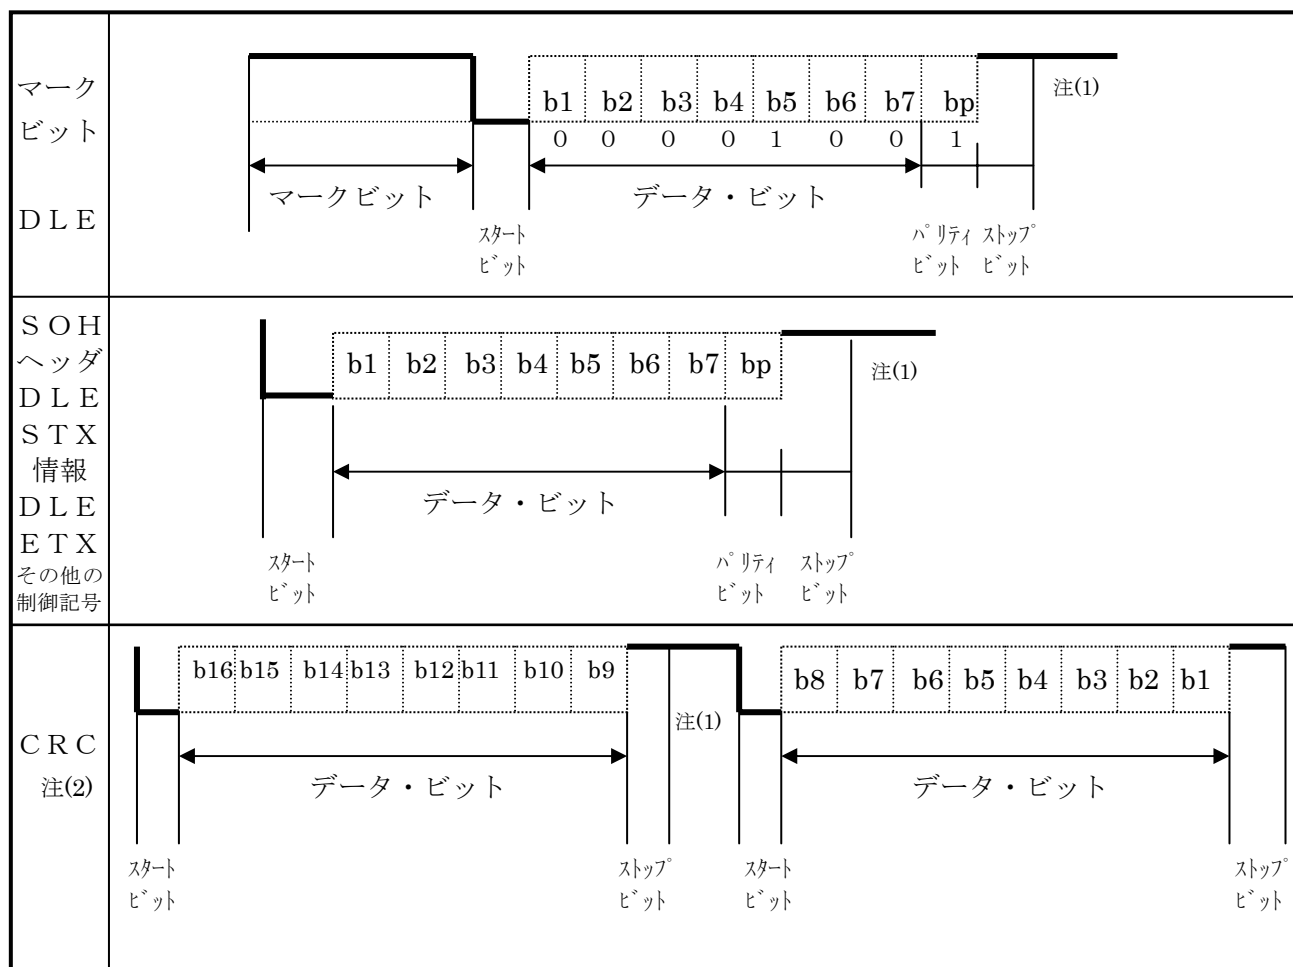 マーク
ビット
ＤＬＥ
b1 b2 b3 b4 b5 b6 b7 bp
０ ０ ０ ０ １ ０ ０ １
注(1)
マークビット
データ・ビット
ｽﾀｰﾄ
ﾋﾞｯﾄ
ﾊﾟﾘﾃｨ
ﾋﾞｯﾄ
ｽﾄｯﾌﾟ
ﾋﾞｯﾄ
ＳＯＨ
ヘッダ
ＤＬＥ
ＳＴＸ
情報
ＤＬＥ
ＥＴＸ
その他の
制御記号
b1 b2 b3 b4 b5 b6 b7 bp
注(1)
データ・ビット
ｽﾀｰﾄ
ﾋﾞｯﾄ
ﾊﾟﾘﾃｨ
ﾋﾞｯﾄ
ｽﾄｯﾌﾟ
ﾋﾞｯﾄ
ＣＲＣ
注(2)
b16 b15 b14 b13 b12 b11 b10 b9
注(1)
b8 b7 b6 b5 b4 b3 b2 b1
データ・ビット
データ・ビット
ｽﾀｰﾄ
ﾋﾞｯﾄ
ｽﾄｯﾌﾟ
ﾋﾞｯﾄ
ｽﾀｰﾄ
ﾋﾞｯﾄ
ｽﾄｯﾌﾟ
ﾋﾞｯﾄ